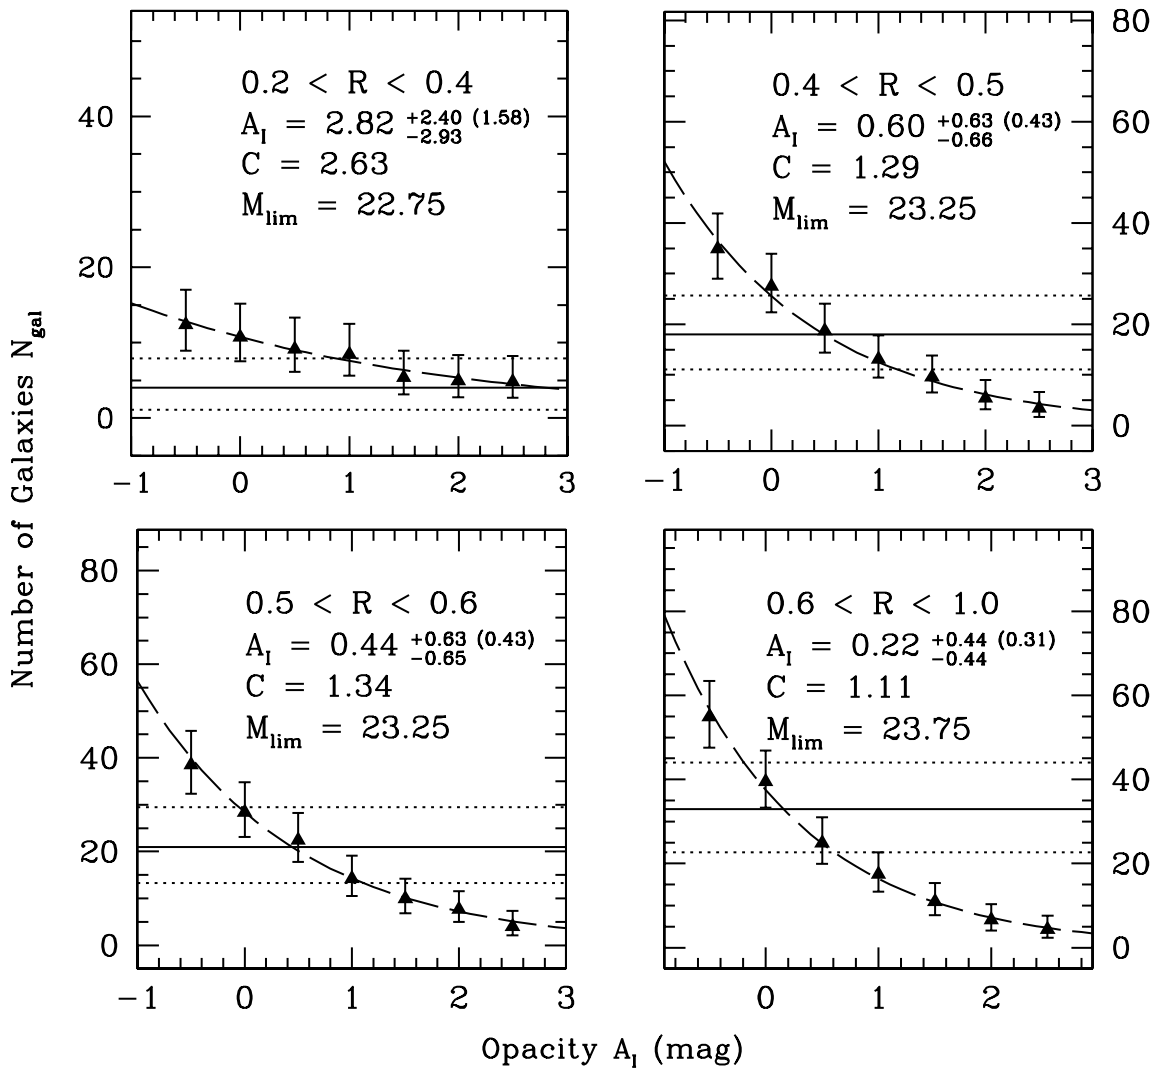 0.2 < R < 0.4
A_I = 2.82 +2.40 (1.58) -2.93
C = 2.63
M_lim = 22.75
40
20
0
-1 0 1 2 3
0.4 < R < 0.5
A_I = 0.60 +0.63 (0.43) -0.66
C = 1.29
M_lim = 23.25
80
60
40
20
0
-1 0 1 2 3
Number of Galaxies N_gal
0.5 < R < 0.6
A_I = 0.44 +0.63 (0.43) -0.65
C = 1.34
M_lim = 23.25
80
60
40
20
0
-1 0 1 2 3
0.6 < R < 1.0
A_I = 0.22 +0.44 (0.31) -0.44
C = 1.11
M_lim = 23.75
80
60
40
20
0
0 1 2
Opacity A_I (mag)